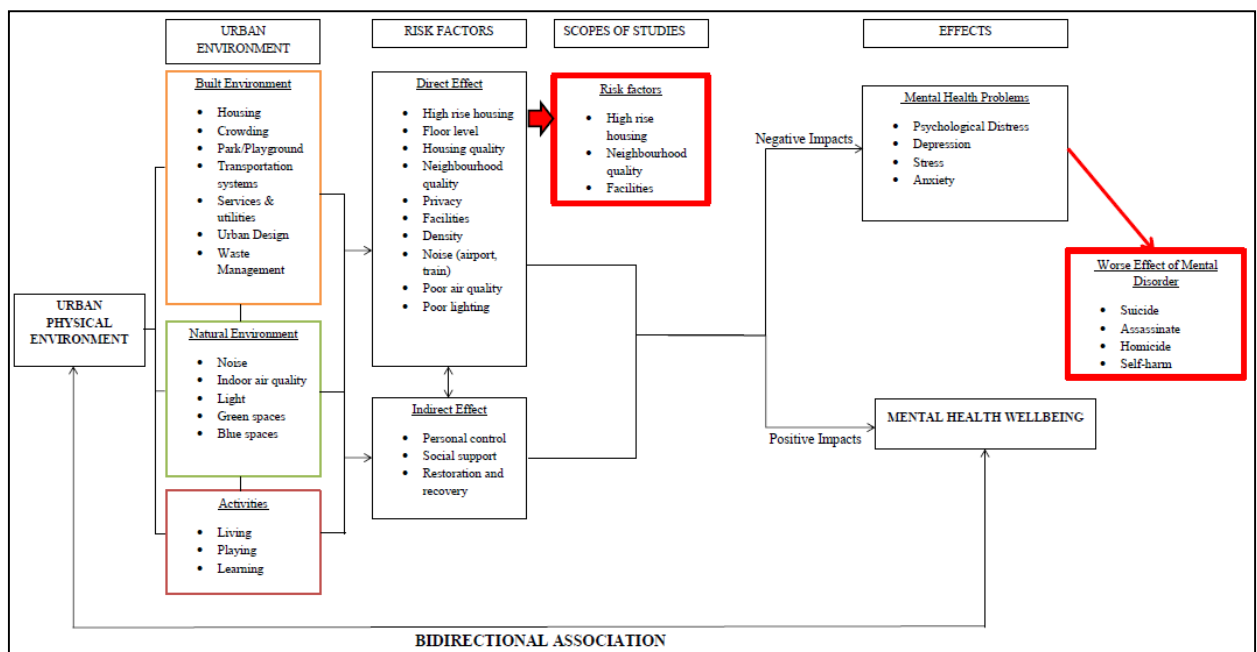 URBAN
ENVIRONMENT
RISK FACTORS
SCOPES OF STUDIES
EFFECTS
URBAN
PHYSICAL
ENVIRONMENT
Built Environment
• Housing
• Crowding
• Park/Playground
• Transportation
systems
• Services &
utilities
• Urban Design
• Waste
Management
Natural Environment
• Noise
• Indoor air quality
• Light
• Green spaces
• Blue spaces
Activities
• Living
• Playing
• Learning
Direct Effect
• High rise housing
• Floor level
• Housing quality
• Neighbourhood
quality
• Privacy
• Facilities
• Density
• Noise (airport,
train)
• Poor air quality
• Poor lighting
Indirect Effect
• Personal control
• Social support
• Restoration and
recovery
Risk factors
• High rise
housing
• Neighbourhood
quality
• Facilities
Negative Impacts
Positive Impacts
Mental Health Problems
• Psychological Distress
• Depression
• Stress
• Anxiety
Worse Effect of Mental
Disorder
• Suicide
• Assassinate
• Homicide
• Self-harm
MENTAL HEALTH WELLBEING
BIDIRECTIONAL ASSOCIATION